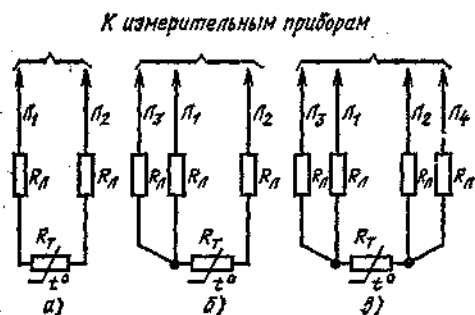 К измерительным приборам
Л₁ Л₂ Л₃ Л₁ Л₂ Л₃ Л₁ Л₂ Л₄
Rл Rл Rл Rл Rл Rл Rл Rл Rл
Rт Rт Rт
t° t° t°
а) б) в)